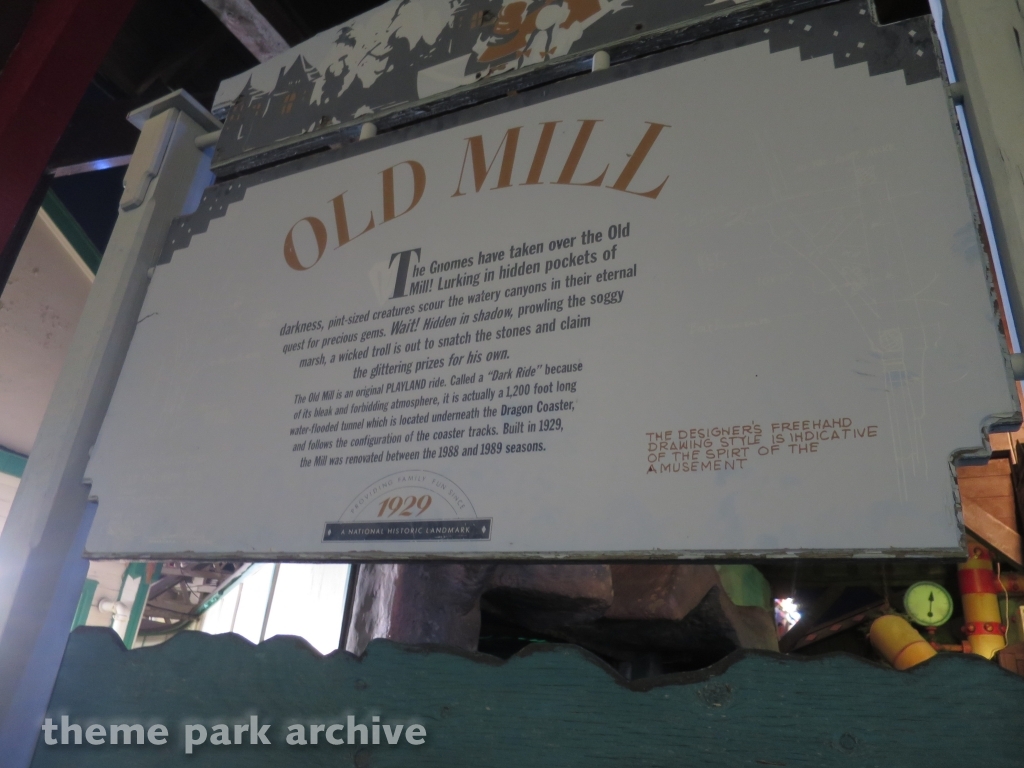 OLD MILL
The Gnomes have taken over the Old
Mill! Lurking in hidden pockets of
darkness, pint-sized creatures scour the watery canyons in their eternal
quest for precious gems. Wait! Hidden in shadow, prowling the soggy
marsh, a wicked troll is out to snatch the stones and claim
the glittering prizes for his own.
The Old Mill is an original PLAYLAND ride. Called a "Dark Ride" because
of its bleak and forbidding atmosphere, it is actually a 1,200 foot long
water-flooded tunnel which is located underneath the Dragon Coaster,
and follows the configuration of the coaster tracks. Built in 1929,
the Mill was renovated between the 1988 and 1989 seasons.
THE DESIGNER'S FREEHAND
DRAWING STYLE IS INDICATIVE
OF THE SPIRT OF THE
AMUSEMENT
PROVIDING FAMILY FUN SINCE
1929
A NATIONAL HISTORIC LANDMARK
theme park archive